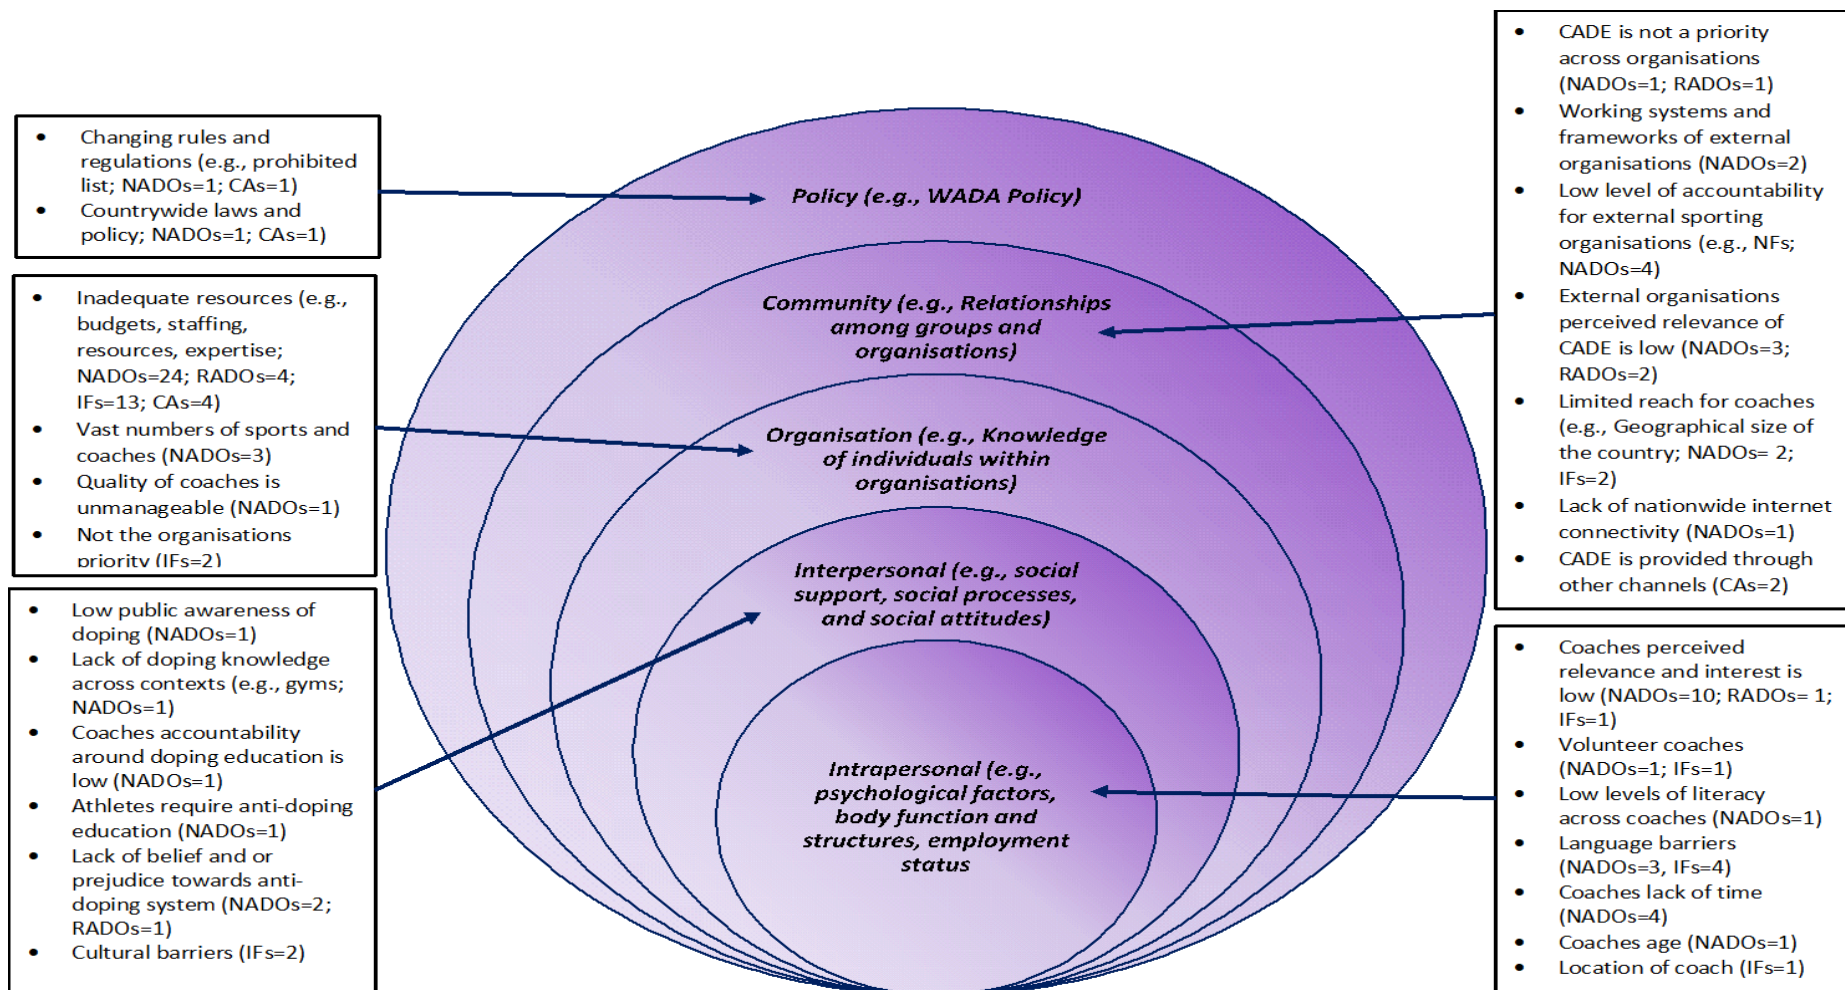 • Changing rules and
regulations (e.g., prohibited
list; NADOs=1; CAs=1)
• Countrywide laws and
policy; NADOs=1; CAs=1)
• Inadequate resources (e.g.,
budgets, staffing,
resources, expertise;
NADOs=24; RADOs=4;
IFs=13; CAs=4)
• Vast numbers of sports and
coaches (NADOs=3)
• Quality of coaches is
unmanageable (NADOs=1)
• Not the organisations
priority (IFs=2)
• Low public awareness of
doping (NADOs=1)
• Lack of doping knowledge
across contexts (e.g., gyms;
NADOs=1)
• Coaches accountability
around doping education is
low (NADOs=1)
• Athletes require anti-doping
education (NADOs=1)
• Lack of belief and or
prejudice towards anti-
doping system (NADOs=2;
RADOs=1)
• Cultural barriers (IFs=2)
Policy (e.g., WADA Policy)
Community (e.g., Relationships
among groups and
organisations)
Organisation (e.g., Knowledge
of individuals within
organisations)
Interpersonal (e.g., social
support, social processes,
and social attitudes)
Intrapersonal (e.g.,
psychological factors,
body function and
structures, employment
status
• CADE is not a priority
across organisations
(NADOs=1; RADOs=1)
• Working systems and
frameworks of external
organisations (NADOs=2)
• Low level of accountability
for external sporting
organisations (e.g., NFs;
NADOs=4)
• External organisations
perceived relevance of
CADE is low (NADOs=3;
RADOs=2)
• Limited reach for coaches
(e.g., Geographical size of
the country; NADOs= 2;
IFs=2)
• Lack of nationwide internet
connectivity (NADOs=1)
• CADE is provided through
other channels (CAs=2)
• Coaches perceived
relevance and interest is
low (NADOs=10; RADOs= 1;
IFs=1)
• Volunteer coaches
(NADOs=1; IFs=1)
• Low levels of literacy
across coaches (NADOs=1)
• Language barriers
(NADOs=3, IFs=4)
• Coaches lack of time
(NADOs=4)
• Coaches age (NADOs=1)
• Location of coach (IFs=1)